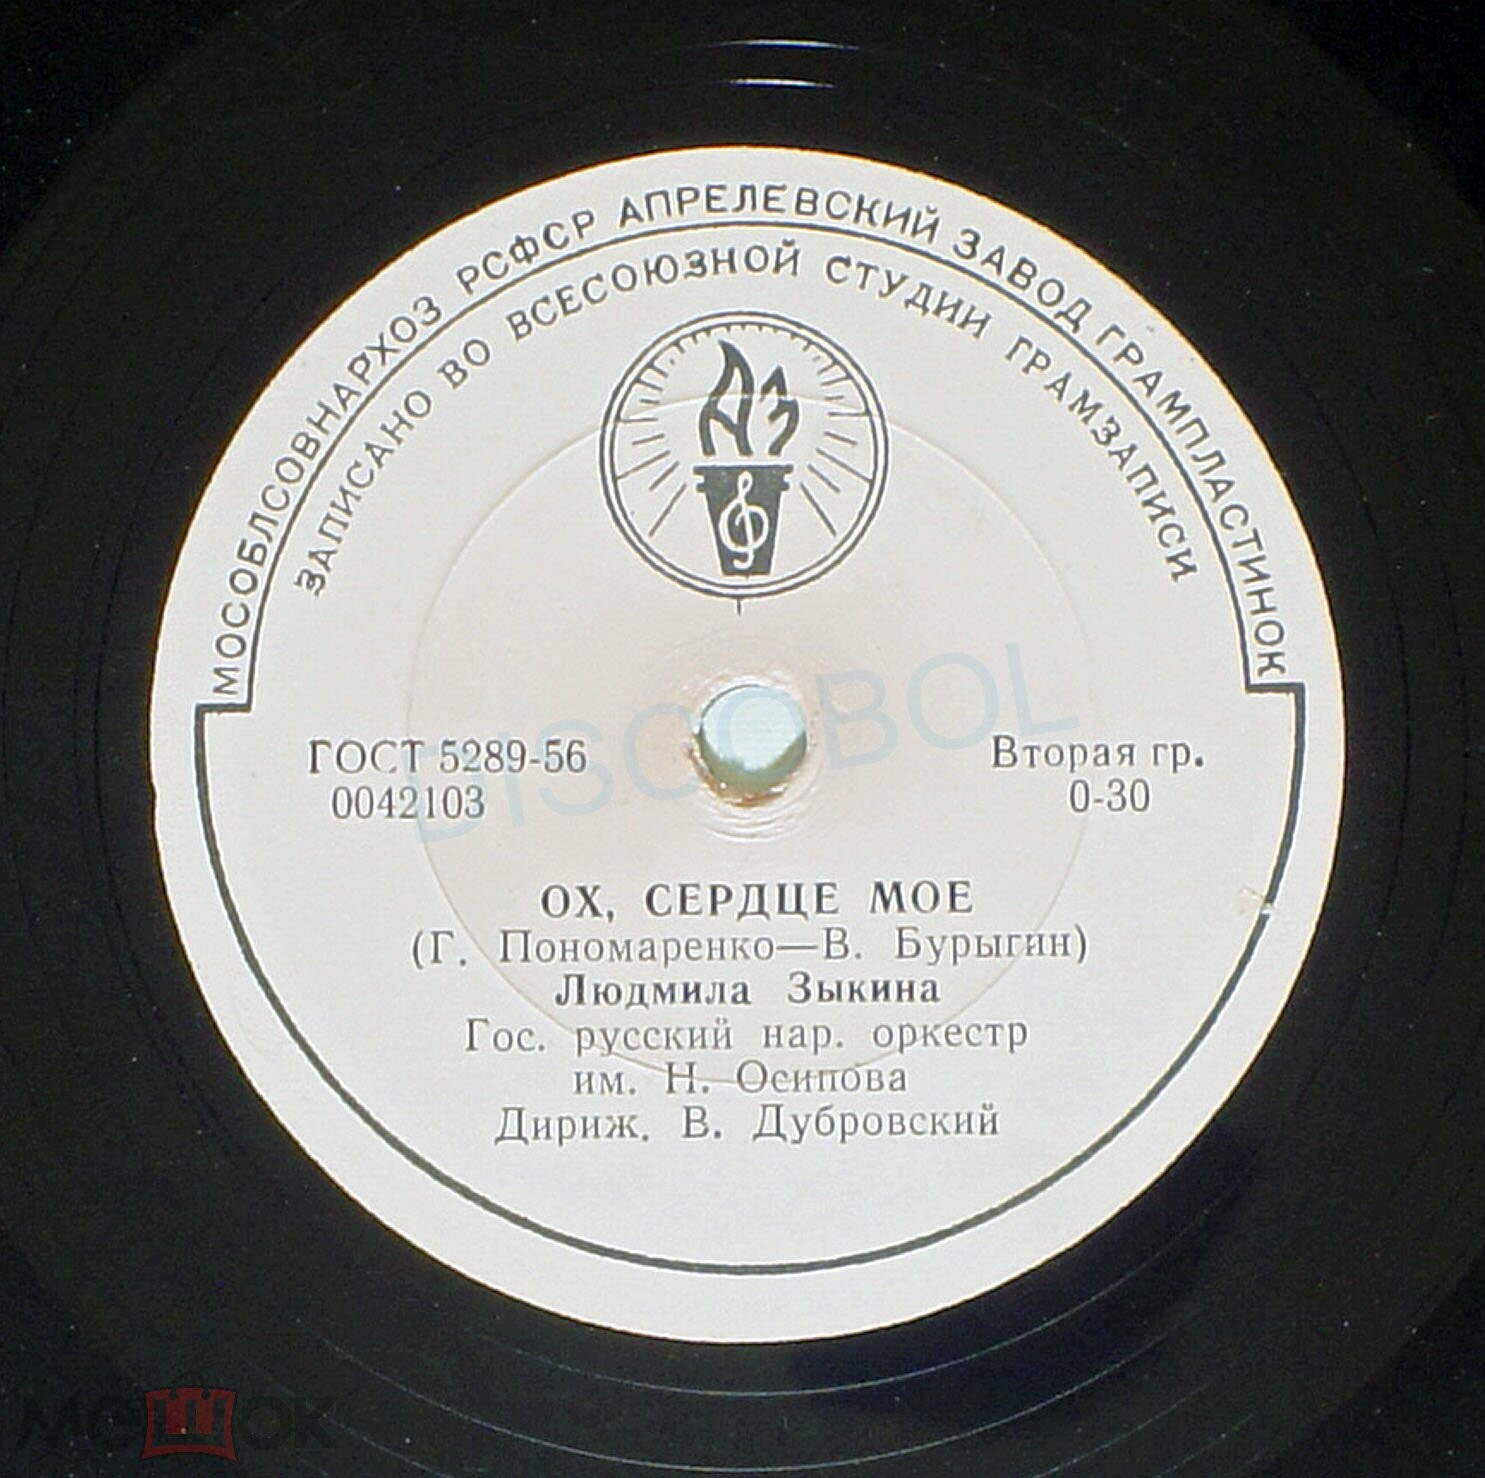 МОСОБЛСОВНАРХОЗ РСФСР АПРЕЛЕВСКИЙ ЗАВОД ГРАМПЛАСТИНОК
ЗАПИСАНО ВО ВСЕСОЮЗНОЙ СТУДИИ ГРАМЗАПИСИ
АЗ
ГОСТ 5289-56
0042103
Вторая гр.
0-30
DISCOBOL
ОХ, СЕРДЦЕ МОЕ
(Г. Пономаренко—В. Бурыгин)
Людмила Зыкина
Гос. русский нар. оркестр
им. Н. Осипова
Дириж. В. Дубровский
мешок